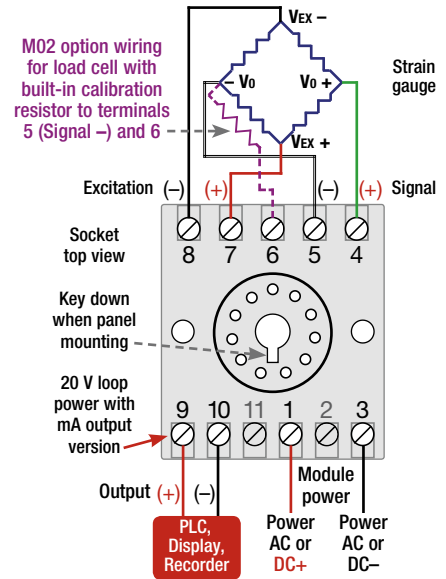 VEX –
M02 option wiring
for load cell with
built-in calibration
resistor to terminals
5 (Signal –) and 6
– VO
VO +
Strain
gauge
VEX +
Excitation (–) (+) (–) (+) Signal
Socket
top view
8 7 6 5 4
Key down
when panel
mounting
20 V loop
power with
mA output
version
9 10 11 1 2 3
Output (+) (–)
Module
power
PLC,
Display,
Recorder
Power
AC or
DC+
Power
AC or
DC–